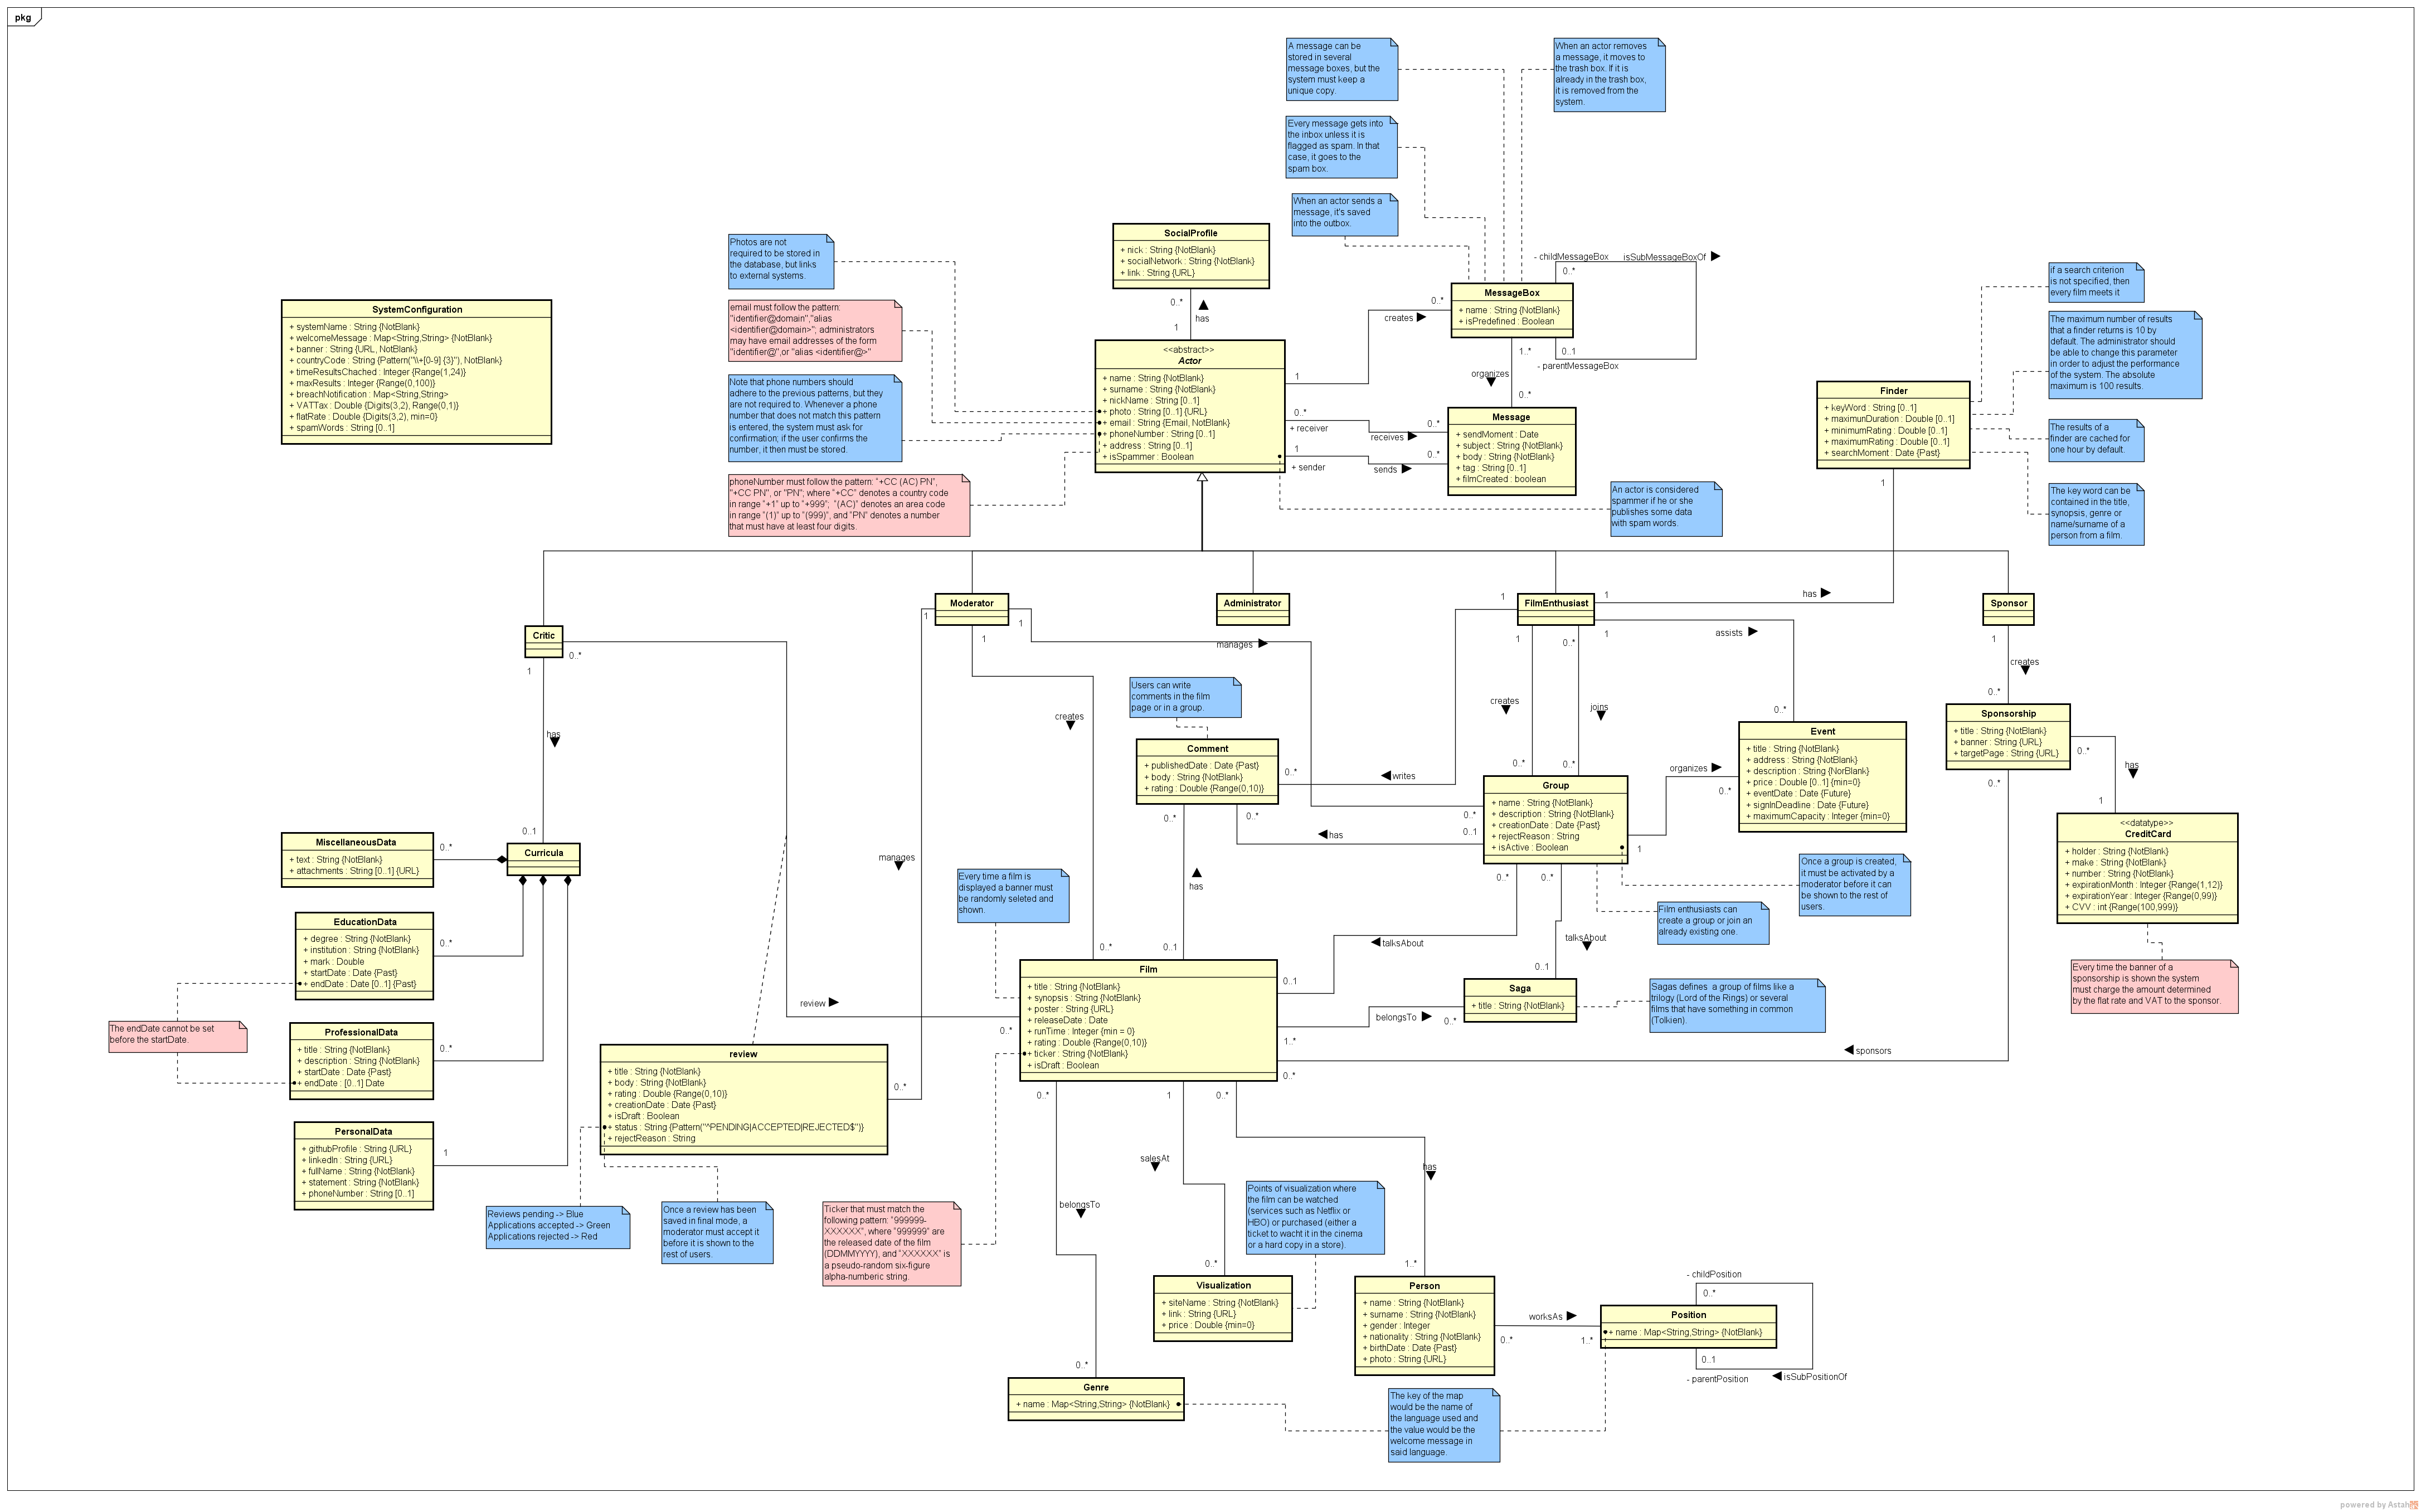 pkg
A message can be
stored in several
message boxes, but the
system must keep a
unique copy.
When an actor removes
a message, it moves to
the trash box. If it is
already in the trash box,
it is removed from the
system.
Every message gets into
the inbox unless it is
flagged as spam. In that
case, it goes to the
spam box.
When an actor sends a
message, it's saved
into the outbox.
Photos are not
required to be stored in
the database, but links
to external systems.
SocialProfile
+ nick : String {NotBlank}
+ socialNetwork : String {NotBlank}
+ link : String {URL}
0..*
has
1
- childMessageBox
isSubMessageBoxOf
0..*
MessageBox
+ name : String {NotBlank}
+ isPredefined : Boolean
0..*
creates
1
1..*
0..1
- parentMessageBox
organizes
0..*
if a search criterion
is not specified, then
every film meets it
The maximum number of results
that a finder returns is 10 by
default. The administrator should
be able to change this parameter
in order to adjust the performance
of the system. The absolute
maximum is 100 results.
The results of a
finder are cached for
one hour by default.
The key word can be
contained in the title,
synopsis, genre or
name/surname of a
person from a film.
SystemConfiguration
+ systemName : String {NotBlank}
+ welcomeMessage : Map<String,String> {NotBlank}
+ banner : String {URL, NotBlank}
+ countryCode : String {Pattern("\\+[0-9] {3}"), NotBlank}
+ timeResultsChached : Integer {Range(1,24)}
+ maxResults : Integer {Range(0,100)}
+ breachNotification : Map<String,String>
+ VATTax : Double {Digits(3,2), Range(0,1)}
+ flatRate : Double {Digits(3,2), min=0}
+ spamWords : String [0..1]
email must follow the pattern:
"identifier@domain","alias
<identifier@domain>"; administrators
may have email addresses of the form
"identifier@",or "alias <identifier@>"
Note that phone numbers should
adhere to the previous patterns, but they
are not required to. Whenever a phone
number that does not match this pattern
is entered, the system must ask for
confirmation; if the user confirms the
number, it then must be stored.
phoneNumber must follow the pattern: "+CC (AC) PN",
"+CC PN", or "PN"; where "+CC" denotes a country code
in range "+1" up to "+999"; "(AC)" denotes an area code
in range "(1)" up to "(999)", and "PN" denotes a number
that must have at least four digits.
<<abstract>>
Actor
+ name : String {NotBlank}
+ surname : String {NotBlank}
+ nickName : String [0..1]
+ photo : String [0..1] {URL}
+ email : String {Email, NotBlank}
+ phoneNumber : String [0..1]
+ address : String [0..1]
+ isSpammer : Boolean
0..*
+ receiver
receives
0..*
1
+ sender
sends
0..*
Message
+ sendMoment : Date
+ subject : String {NotBlank}
+ body : String {NotBlank}
+ tag : String [0..1]
+ filmCreated : boolean
Finder
+ keyWord : String [0..1]
+ maximunDuration : Double [0..1]
+ minimumRating : Double [0..1]
+ maximumRating : Double [0..1]
+ searchMoment : Date {Past}
1
An actor is considered
spammer if he or she
publishes some data
with spam words.
Critic
0..*
1
Moderator
1
1
1
Administrator
FilmEnthusiast
1
1
1
0..*
1
has
assists
Sponsor
1
creates
0..*
manages
Users can write
comments in the film
page or in a group.
creates
creates
joins
has
Comment
+ publishedDate : Date {Past}
+ body : String {NotBlank}
+ rating : Double {Range(0,10)}
0..*
writes
0..*
0..*
0..*
Event
+ title : String {NotBlank}
+ address : String {NotBlank}
+ description : String {NorBlank}
+ price : Double [0..1] {min=0}
+ eventDate : Date {Future}
+ signInDeadline : Date {Future}
+ maximumCapacity : Integer {min=0}
Sponsorship
+ title : String {NotBlank}
+ banner : String {URL}
+ targetPage : String {URL}
0..*
0..*
has
1
Group
+ name : String {NotBlank}
+ description : String {NotBlank}
+ creationDate : Date {Past}
+ rejectReason : String
+ isActive : Boolean
organizes
0..*
1
0..*
0..1
has
0..*
0..*
<<datatype>>
CreditCard
+ holder : String {NotBlank}
+ make : String {NotBlank}
+ number : String {NotBlank}
+ expirationMonth : Integer {Range(1,12)}
+ expirationYear : Integer {Range(0,99)}
+ CVV : int {Range(100,999)}
Once a group is created,
it must be activated by a
moderator before it can
be shown to the rest of
users.
Film enthusiasts can
create a group or join an
already existing one.
Every time the banner of a
sponsorship is shown the system
must charge the amount determined
by the flat rate and VAT to the sponsor.
0..1
Curricula
MiscellaneousData
+ text : String {NotBlank}
+ attachments : String [0..1] {URL}
0..*
EducationData
+ degree : String {NotBlank}
+ institution : String {NotBlank}
+ mark : Double
+ startDate : Date {Past}
+ endDate : Date [0..1] {Past}
0..*
The endDate cannot be set
before the startDate.
ProfessionalData
+ title : String {NotBlank}
+ description : String {NotBlank}
+ startDate : Date {Past}
+ endDate : [0..1] Date
0..*
PersonalData
+ githubProfile : String {URL}
+ linkedIn : String {URL}
+ fullName : String {NotBlank}
+ statement : String {NotBlank}
+ phoneNumber : String [0..1]
1
manages
Every time a film is
displayed a banner must
be randomly seleted and
shown.
has
0..*
0..1
0..*
0..*
talksAbout
talksAbout
0..1
0..1
review
0..*
Film
+ title : String {NotBlank}
+ synopsis : String {NotBlank}
+ poster : String {URL}
+ releaseDate : Date
+ runTime : Integer {min = 0}
+ rating : Double {Range(0,10)}
+ ticker : String {NotBlank}
+ isDraft : Boolean
belongsTo
0..*
1..*
Saga
+ title : String {NotBlank}
Sagas defines a group of films like a
trilogy (Lord of the Rings) or several
films that have something in common
(Tolkien).
sponsors
0..*
review
+ title : String {NotBlank}
+ body : String {NotBlank}
+ rating : Double {Range(0,10)}
+ creationDate : Date {Past}
+ isDraft : Boolean
+ status : String {Pattern("^PENDING|ACCEPTED|REJECTED$")}
+ rejectReason : String
0..*
Reviews pending -> Blue
Applications accepted -> Green
Applications rejected -> Red
Once a review has been
saved in final mode, a
moderator must accept it
before it is shown to the
rest of users.
Ticker that must match the
following pattern: "999999-
XXXXXX", where "999999" are
the released date of the film
(DDMMYYYY), and "XXXXXX" is
a pseudo-random six-figure
alpha-numberic string.
0..*
1
0..*
salesAt
has
belongsTo
Points of visualization where
the film can be watched
(services such as Netflix or
HBO) or purchased (either a
ticket to wacht it in the cinema
or a hard copy in a store).
0..*
1..*
Visualization
+ siteName : String {NotBlank}
+ link : String {URL}
+ price : Double {min=0}
Person
+ name : String {NotBlank}
+ surname : String {NotBlank}
+ gender : Integer
+ nationality : String {NotBlank}
+ birthDate : Date {Past}
+ photo : String {URL}
worksAs
0..*
1..*
- childPosition
0..*
Position
+ name : Map<String,String> {NotBlank}
0..1
- parentPosition
isSubPositionOf
0..*
Genre
+ name : Map<String,String> {NotBlank}
The key of the map
would be the name of
the language used and
the value would be the
welcome message in
said language.
powered by Astah